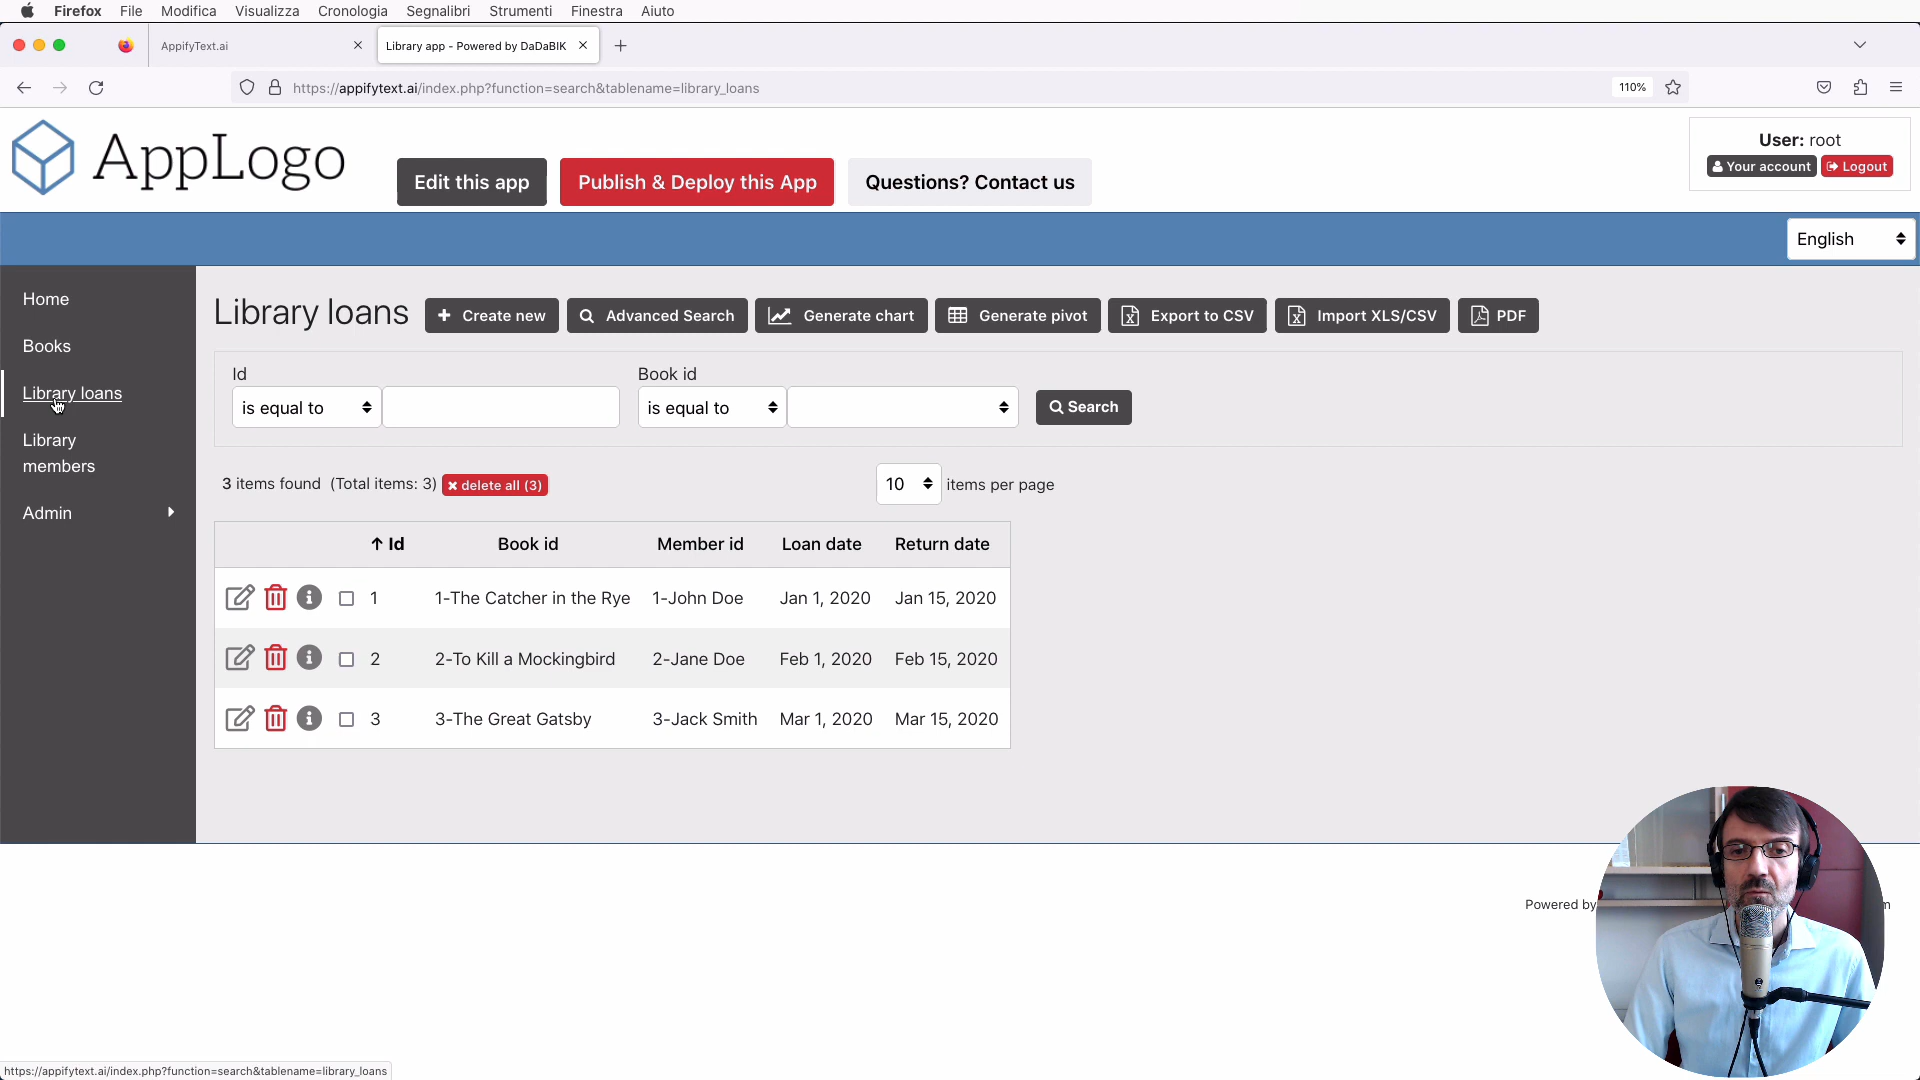 Firefox File Modifica Visualizza Cronologia Segnalibri Strumenti Finestra Aiuto
AppifyText.ai
Library app - Powered by DaDaBIK
https://appifytext.ai/index.php?function=search&tablename=library_loans
110%
AppLogo
Edit this app
Publish & Deploy this App
Questions? Contact us
User: root
Your account
Logout
English
Home
Books
Library loans
Library
members
Admin
Library loans
Create new
Advanced Search
Generate chart
Generate pivot
Export to CSV
Import XLS/CSV
PDF
Id
is equal to
Book id
is equal to
Search
3 items found (Total items: 3)
delete all (3)
10
items per page
Id Book id Member id Loan date Return date
1 1-The Catcher in the Rye 1-John Doe Jan 1, 2020 Jan 15, 2020
2 2-To Kill a Mockingbird 2-Jane Doe Feb 1, 2020 Feb 15, 2020
3 3-The Great Gatsby 3-Jack Smith Mar 1, 2020 Mar 15, 2020
Powered by
https://appifytext.ai/index.php?function=search&tablename=library_loans